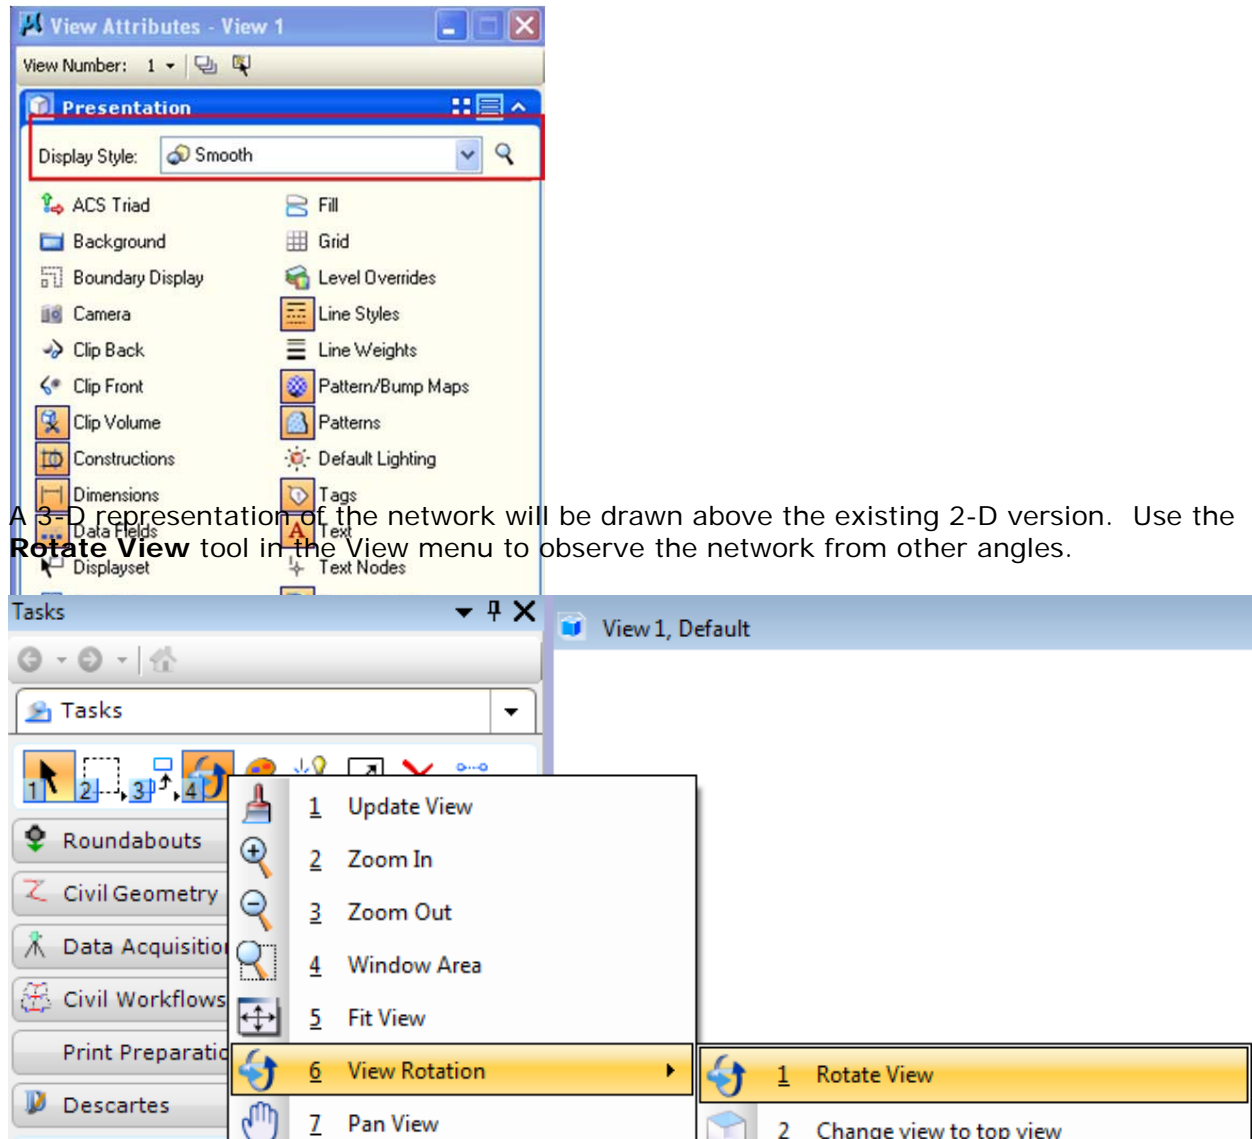 View Attributes - View 1
View Number: 1
Presentation
Display Style: Smooth
ACS Triad Fill
Background Grid
Boundary Display Level Overrides
Camera Line Styles
Clip Back Line Weights
Clip Front Pattern/Bump Maps
Clip Volume Patterns
Constructions Default Lighting
Dimensions Tags
A 3-D representation of the network will be drawn above the existing 2-D version. Use the
Data Fields Text
Rotate View tool in the View menu to observe the network from other angles.
Displayset Text Nodes
Tasks
View 1, Default
Tasks
1 2 3 4
1 Update View
Roundabouts
2 Zoom In
Civil Geometry
3 Zoom Out
Data Acquisition
4 Window Area
Civil Workflows
5 Fit View
Print Preparatio
6 View Rotation 1 Rotate View
Descartes
7 Pan View 2 Change view to top view